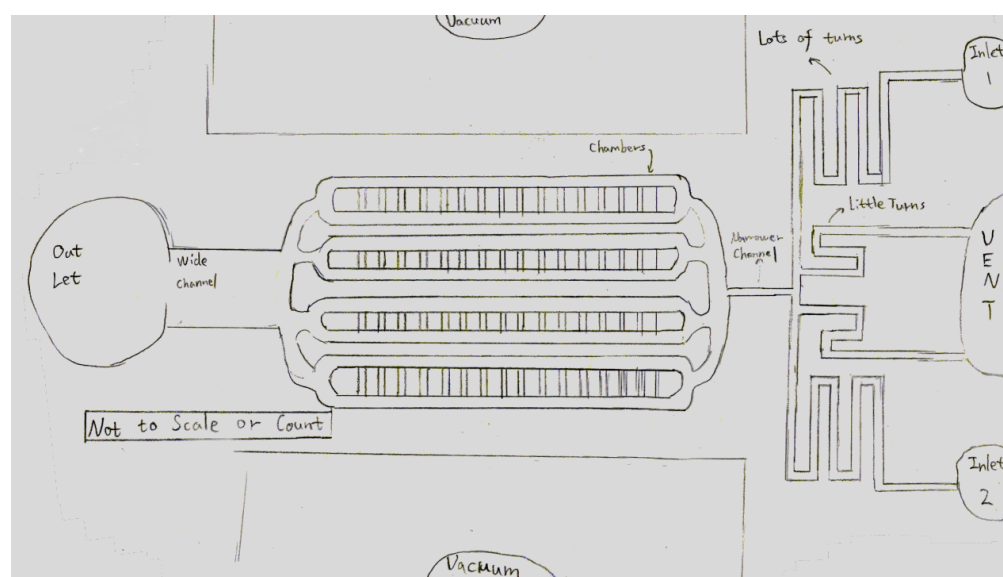 Vacuum
Lots of turns
Inlet
1
Chambers
Little Turns
Out
Let
Wide
channel
Narrower
Channel
VENT
Not to Scale or Count
Inlet
2
Vacuum